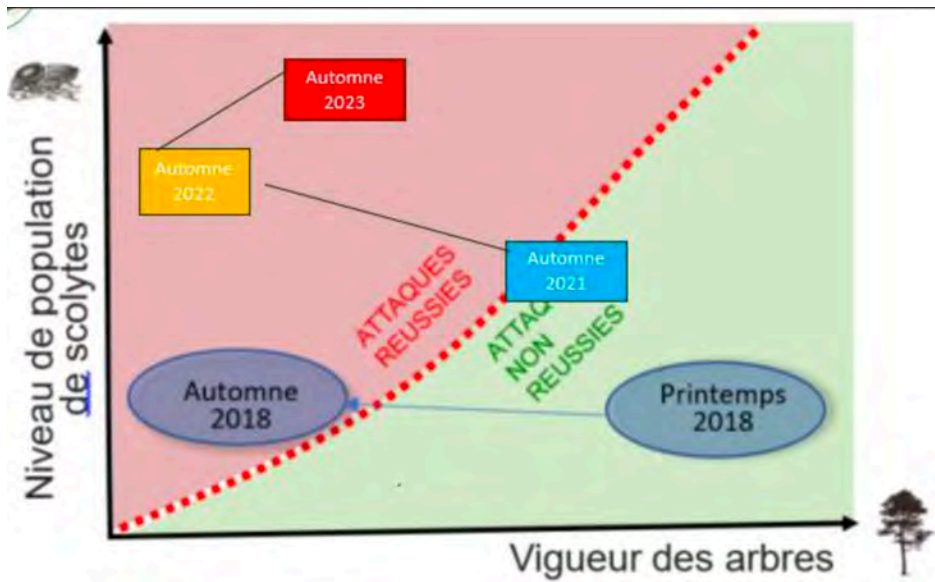 Automne
2023
Automne
2022
Automne
2021
ATTAQUES
REUSSIES
ATTAQ
NON
REUSSIES
Automne
2018
Printemps
2018
Niveau de population
de scolytes
Vigueur des arbres